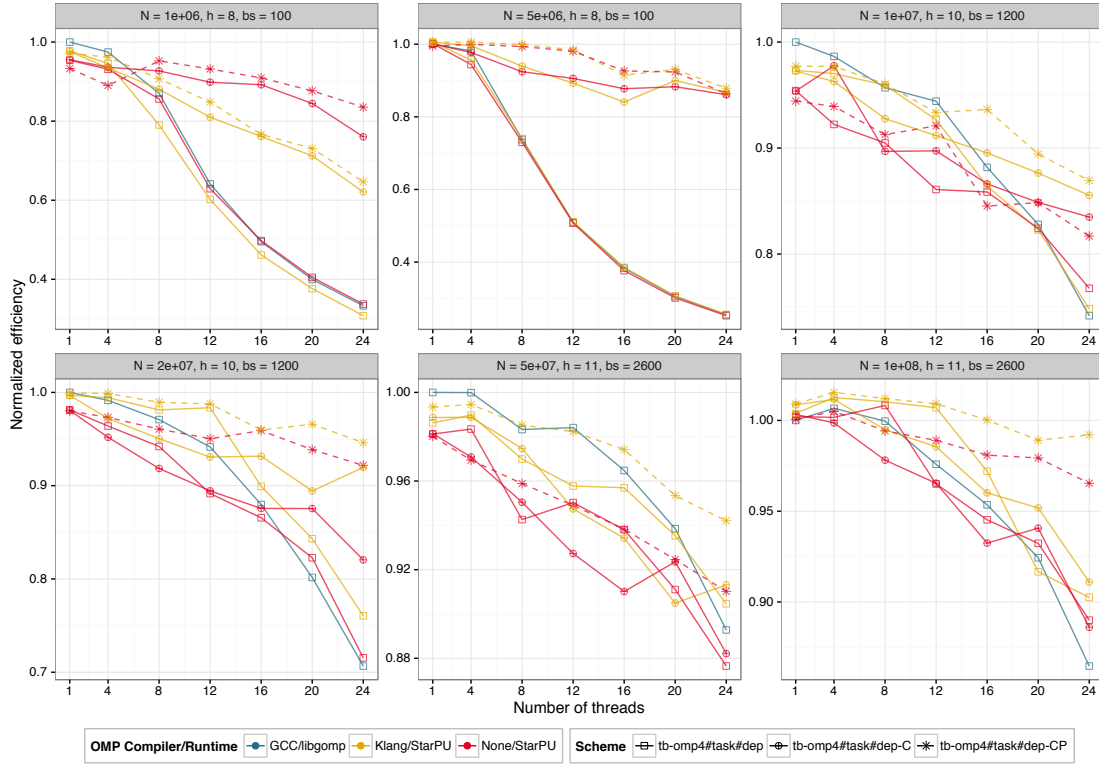 N = 1e+06, h = 8, bs = 100
N = 5e+06, h = 8, bs = 100
N = 1e+07, h = 10, bs = 1200
1.0
0.8
0.6
0.4
1 4 8 12 16 20 24
1.0
0.8
0.6
0.4
1 4 8 12 16 20 24
1.0
0.9
0.8
1 4 8 12 16 20 24
Normalized efficiency
N = 2e+07, h = 10, bs = 1200
N = 5e+07, h = 11, bs = 2600
N = 1e+08, h = 11, bs = 2600
1.0
0.9
0.8
0.7
1 4 8 12 16 20 24
1.00
0.96
0.92
0.88
1 4 8 12 16 20 24
1.00
0.95
0.90
1 4 8 12 16 20 24
Number of threads
OMP Compiler/Runtime GCC/libgomp Klang/StarPU None/StarPU
Scheme tb-omp4#task#dep tb-omp4#task#dep-C tb-omp4#task#dep-CP